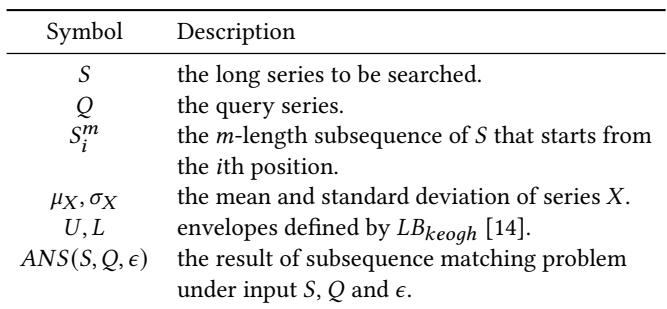 Symbol Description
S the long series to be searched.
Q the query series.
S_i^m the m-length subsequence of S that starts from
the ith position.
μ_X, σ_X the mean and standard deviation of series X.
U, L envelopes defined by LB_keogh [14].
ANS(S, Q, ϵ) the result of subsequence matching problem
under input S, Q and ϵ.